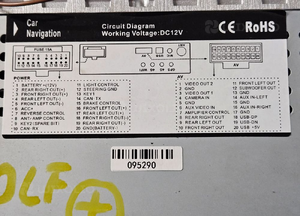 Car
Navigation
Circuit Diagram
Working Voltage:DC12V
CE RoHS
FUSE 15A
POWER
AV
1 BATTERY+(12V)
2 REAR RIGHT OUT(+)
3 FRONT RIGHT OUT(+)
4 FRONT LEFT OUT(+)
5 REAR LEFT OUT(+)
6 ACC+
7 REVERSE CONTROL
8 ANTI-AMP CONTROL
10 CAN-RX
11 LIGHT CONTROL
12 STEERING GND
13 KEY1
14 CAN-TX
15 BRAKE CONTROL
16 FRONT LEFT OUT(-)
17 REAR LEFT OUT(-)
18 FRONT RIGHT OUT(-)
19 REAR RIGHT OUT(-)
20 GND(BATTERY-)
1 VIDEO OUT 2
2 GND
3 VIDEO OUT 1
4 CAMERA IN
5 GND
6 AUX VIDEO IN
7 AMPLIFIER CONTROL
8 REAR LEFT OUT
9 REAR RIGHT OUT
10 FRONT RIGHT OUT
11 FRONT LEFT OUT
12 SUBWOOFER OUT
13 GND
14 AUX IN-LEFT
15 GND
16 AUX IN-RIGHT
17 GND
18 USB-DP
19 USB-DN
20 USB +5V
095290
OLF +